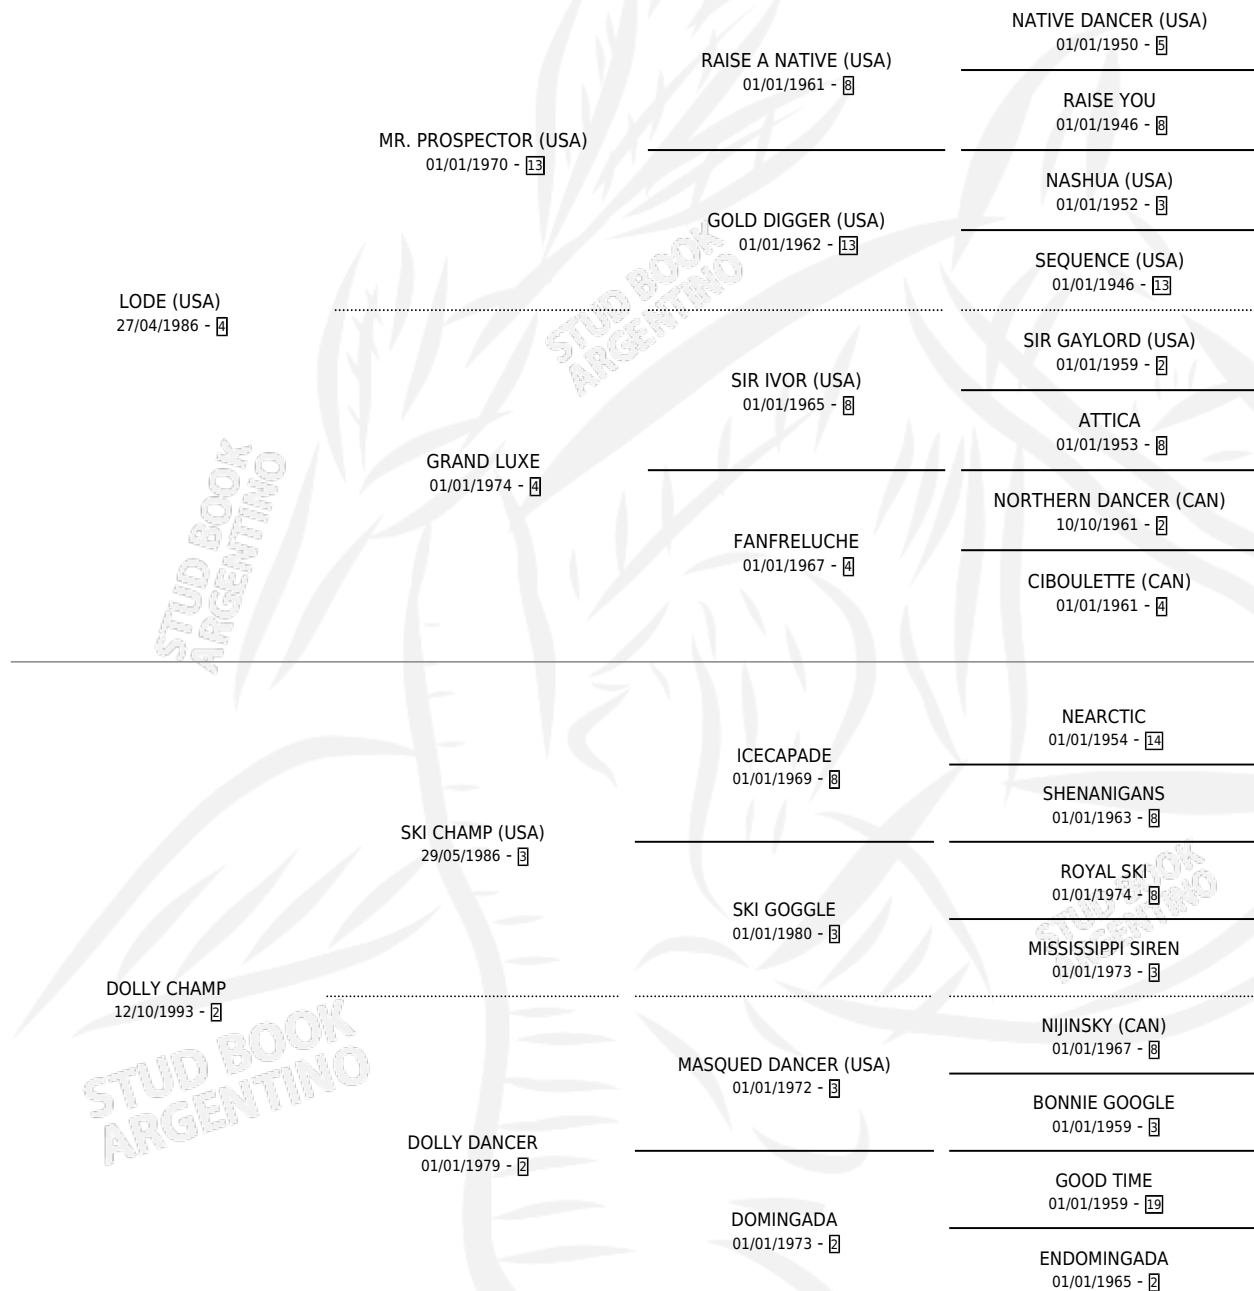 NATIVE DANCER (USA)
01/01/1950 - 5
RAISE A NATIVE (USA)
01/01/1961 - 8
RAISE YOU
01/01/1946 - 8
MR. PROSPECTOR (USA)
01/01/1970 - 13
NASHUA (USA)
01/01/1952 - 3
GOLD DIGGER (USA)
01/01/1962 - 13
SEQUENCE (USA)
01/01/1946 - 13
LODE (USA)
27/04/1986 - 4
SIR GAYLORD (USA)
01/01/1959 - 2
SIR IVOR (USA)
01/01/1965 - 8
ATTICA
01/01/1953 - 8
GRAND LUXE
01/01/1974 - 4
NORTHERN DANCER (CAN)
10/10/1961 - 2
FANFRELUCHE
01/01/1967 - 4
CIBOULETTE (CAN)
01/01/1961 - 4
NEARCTIC
01/01/1954 - 14
ICECAPADE
01/01/1969 - 8
SHENANIGANS
01/01/1963 - 8
SKI CHAMP (USA)
29/05/1986 - 3
ROYAL SKI
01/01/1974 - 8
SKI GOGGLE
01/01/1980 - 3
MISSISSIPPI SIREN
01/01/1973 - 3
DOLLY CHAMP
12/10/1993 - 2
NIJINSKY (CAN)
01/01/1967 - 8
MASQUED DANCER (USA)
01/01/1972 - 3
BONNIE GOOGLE
01/01/1959 - 3
DOLLY DANCER
01/01/1979 - 2
GOOD TIME
01/01/1959 - 19
DOMINGADA
01/01/1973 - 2
ENDOMINGADA
01/01/1965 - 2
STUD BOOK
ARGENTINO
STUD BOOK
ARGENTINO
STUD BOOK
ARGENTINO
STUD BOOK
ARGENTINO